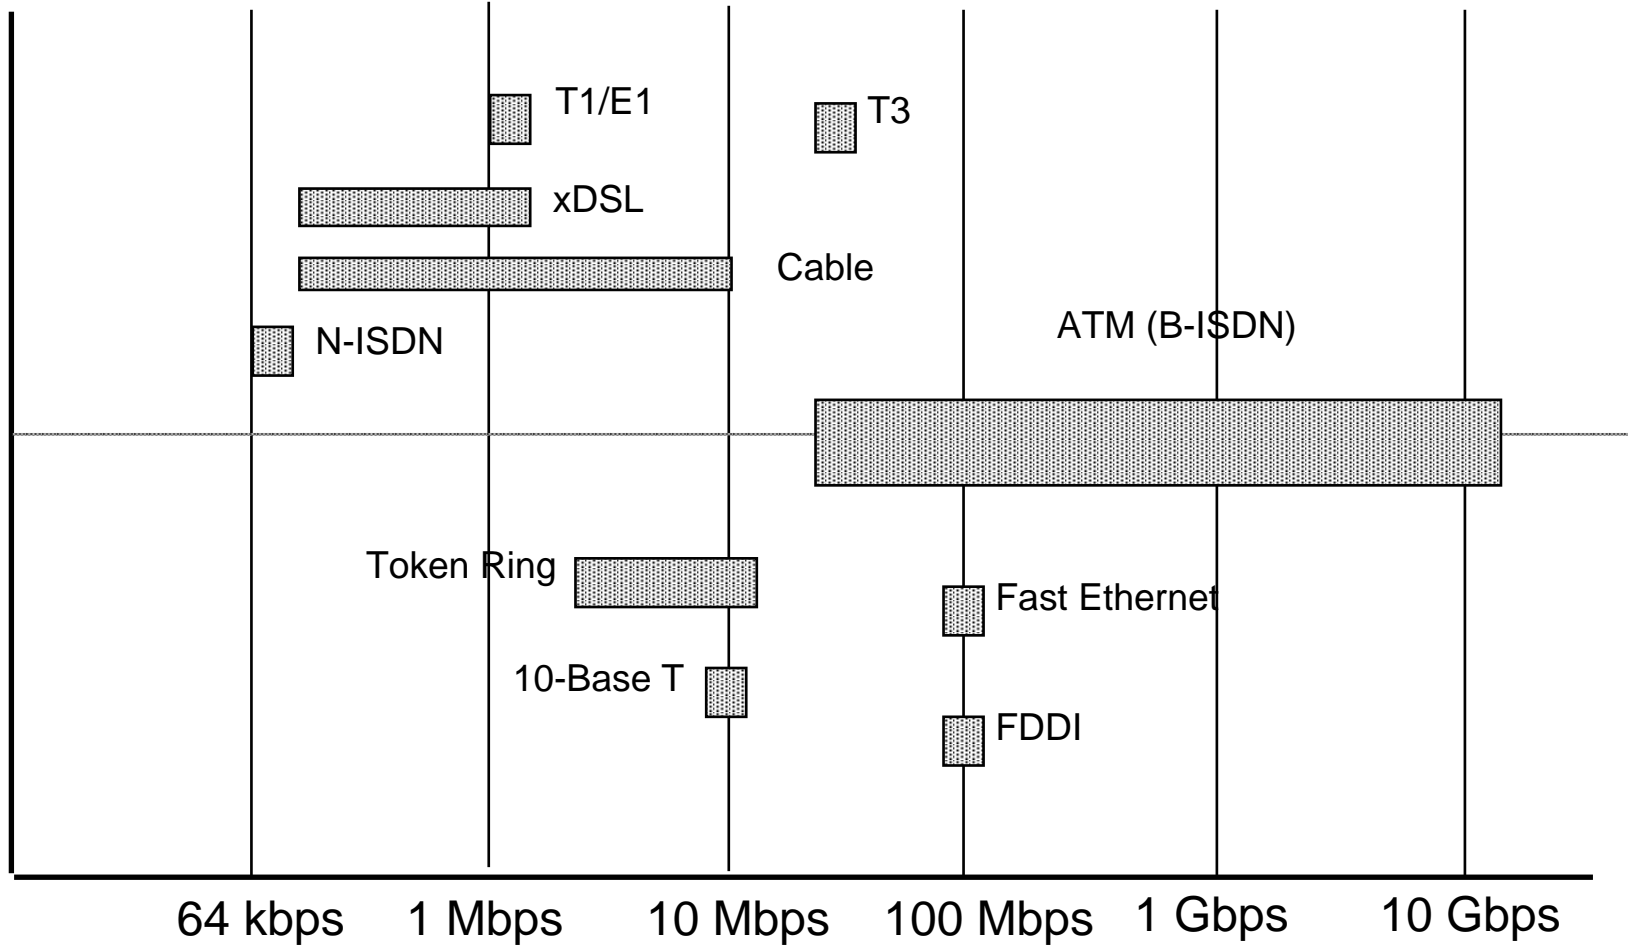 T1/E1
T3
xDSL
Cable
ATM (B-ISDN)
N-ISDN
Token Ring
Fast Ethernet
10-Base T
FDDI
64 kbps
1 Mbps
10 Mbps
100 Mbps
1 Gbps
10 Gbps